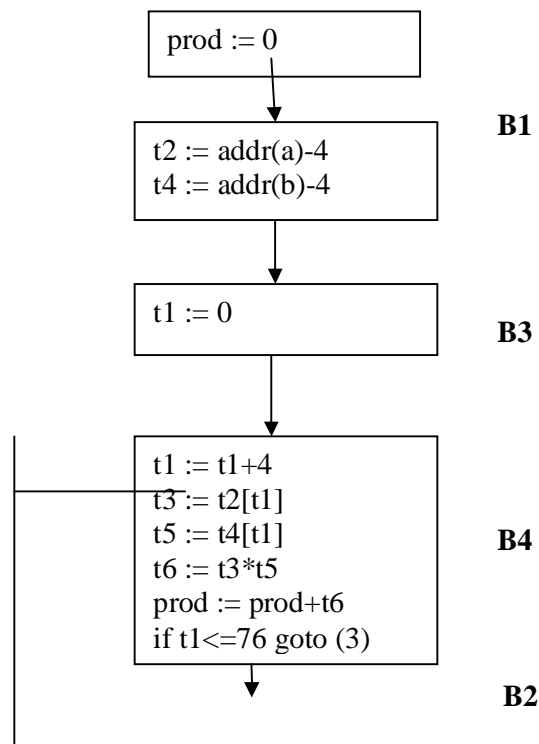 prod := 0
B1
t2 := addr(a)-4
t4 := addr(b)-4
t1 := 0
B3
t1 := t1+4
t3 := t2[t1]
t5 := t4[t1]
B4
t6 := t3*t5
prod := prod+t6
if t1<=76 goto (3)
B2